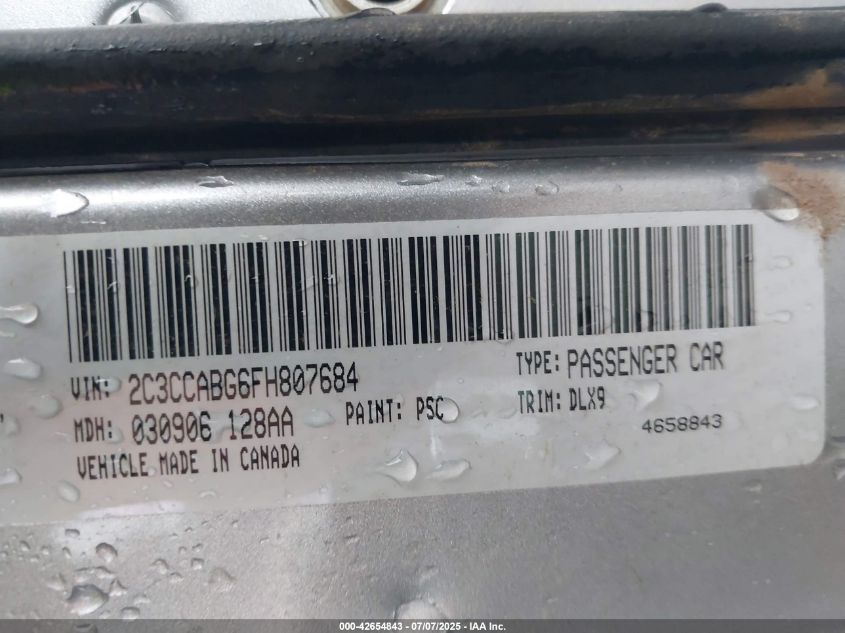 VIN: 2C3CCABG6FH807684
TYPE: PASSENGER CAR
MDH: 030906 128AA
PAINT: PSC
TRIM: DLX9
4658843
VEHICLE MADE IN CANADA
000-42654843 - 07/07/2025 - IAA Inc.